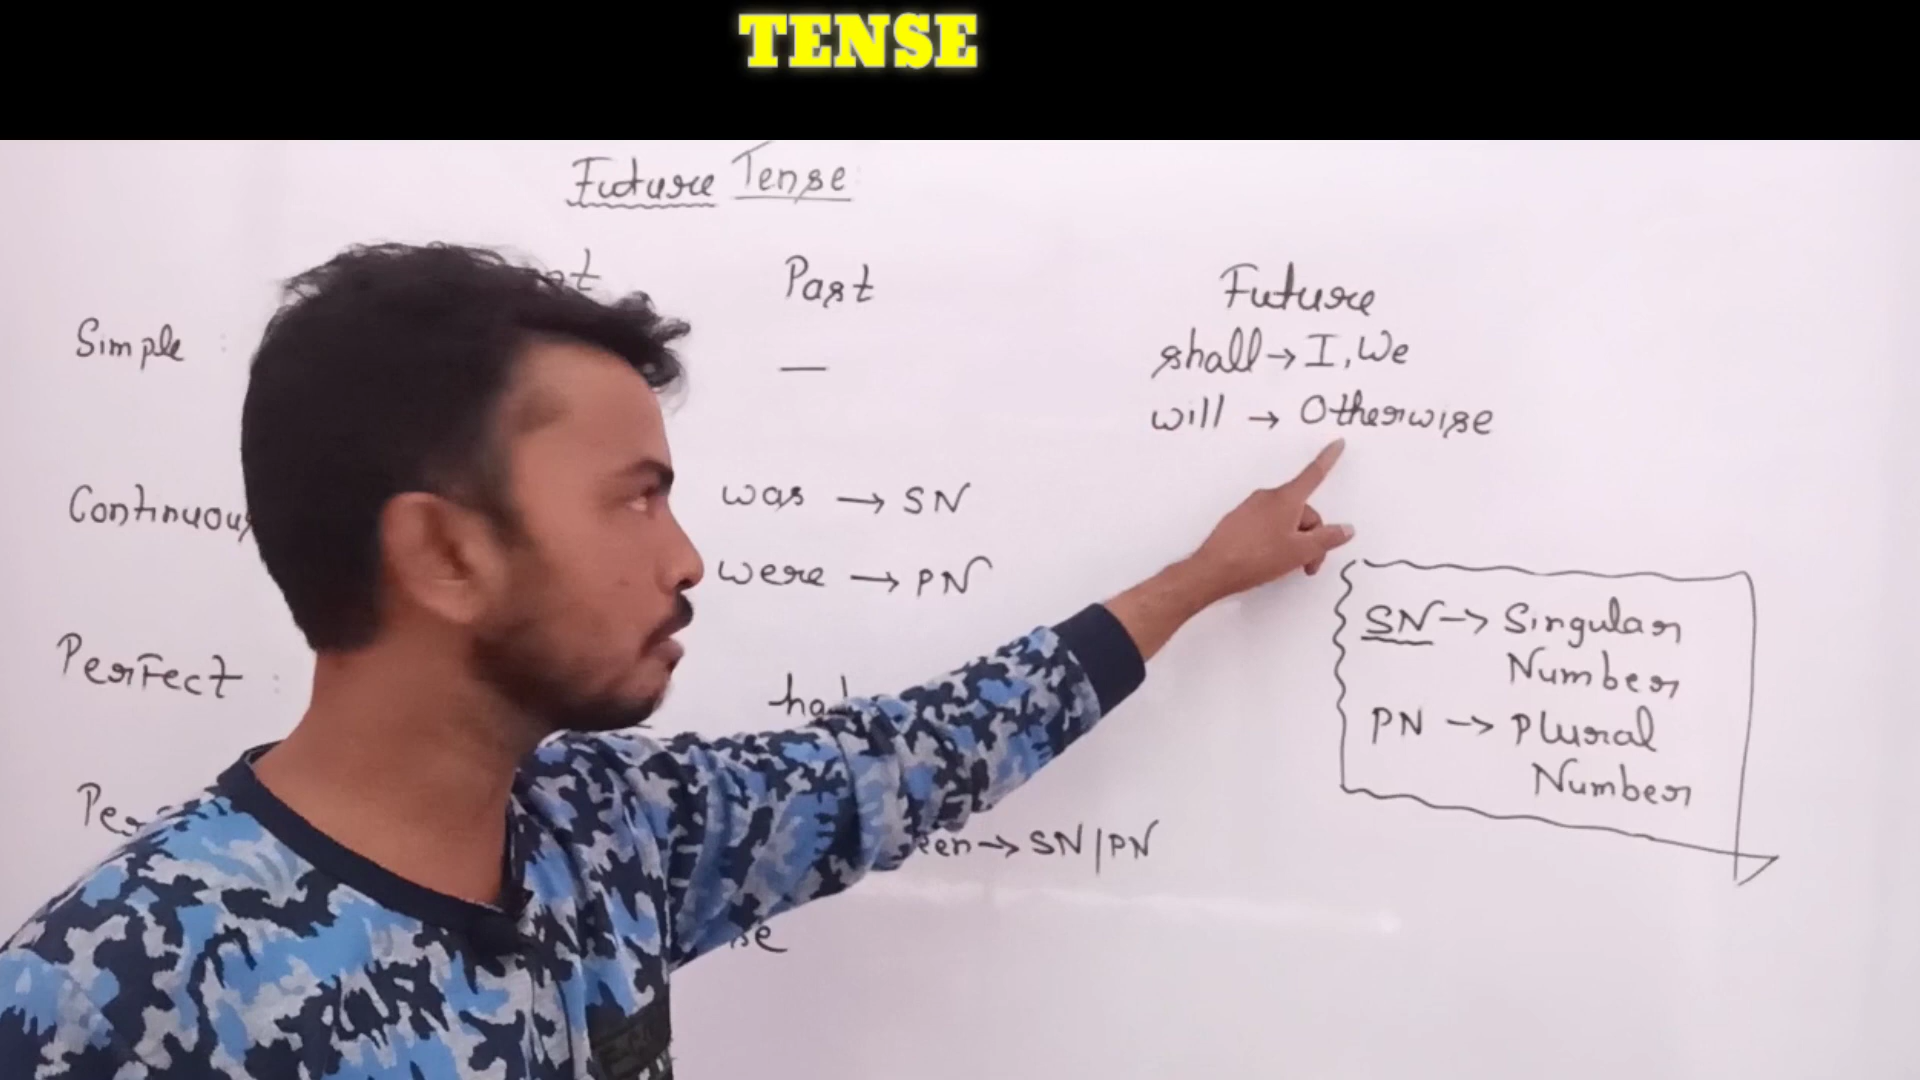 TENSE
Future Tense
Past
Future
Simple :
—
shall → I, We
will → Otherwise
Continuous
was → SN
were → PN
SN → Singular
Number
PN → Plural
Number
Perfect :
→ SN | PN